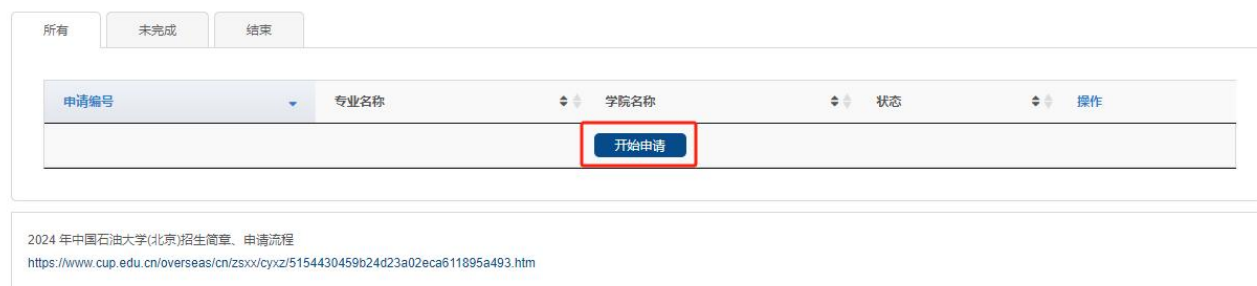 所有 未完成 结束
申请编号 专业名称 学院名称 状态 操作
开始申请
2024 年中国石油大学(北京)招生简章、申请流程
https://www.cup.edu.cn/overseas/cn/zsxx/cyxz/5154430459b24d23a02eca611895a493.htm